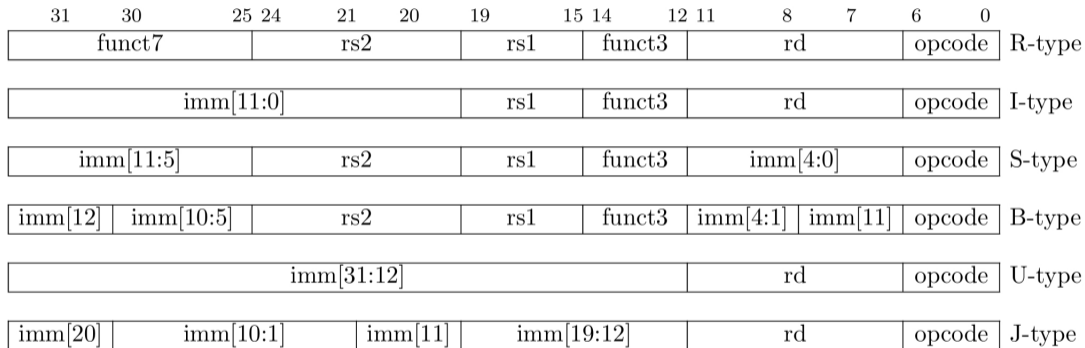 31 30 25 24 21 20 19 15 14 12 11 8 7 6 0
funct7 rs2 rs1 funct3 rd opcode R-type
imm[11:0] rs1 funct3 rd opcode I-type
imm[11:5] rs2 rs1 funct3 imm[4:0] opcode S-type
imm[12] imm[10:5] rs2 rs1 funct3 imm[4:1] imm[11] opcode B-type
imm[31:12] rd opcode U-type
imm[20] imm[10:1] imm[11] imm[19:12] rd opcode J-type